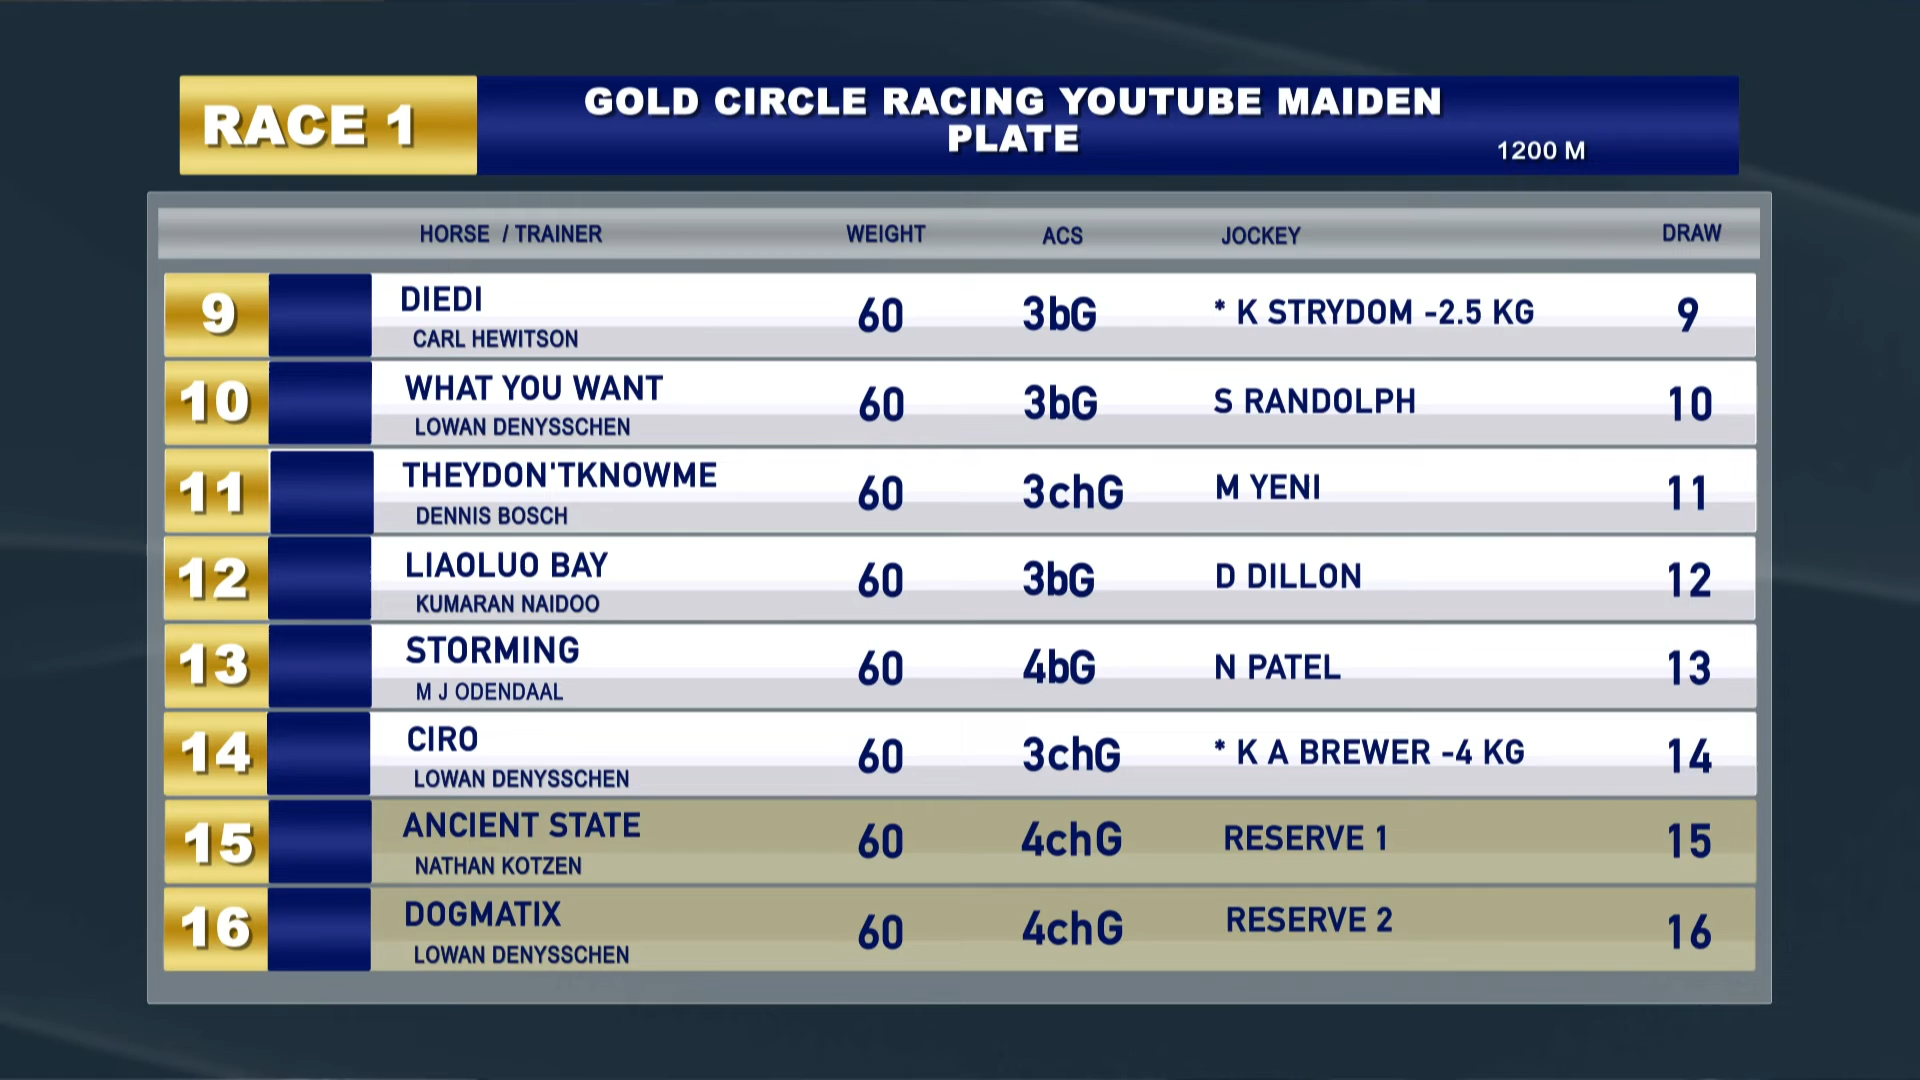 RACE 1
GOLD CIRCLE RACING YOUTUBE MAIDEN
PLATE
1200 M
HORSE / TRAINER WEIGHT ACS JOCKEY DRAW
9 DIEDI 60 3bG * K STRYDOM -2.5 KG 9
CARL HEWITSON
10 WHAT YOU WANT 60 3bG S RANDOLPH 10
LOWAN DENYSSCHEN
11 THEYDON'TKNOWME 60 3chG M YENI 11
DENNIS BOSCH
12 LIAOLUO BAY 60 3bG D DILLON 12
KUMARAN NAIDOO
13 STORMING 60 4bG N PATEL 13
M J ODENDAAL
14 CIRO 60 3chG * K A BREWER -4 KG 14
LOWAN DENYSSCHEN
15 ANCIENT STATE 60 4chG RESERVE 1 15
NATHAN KOTZEN
16 DOGMATIX 60 4chG RESERVE 2 16
LOWAN DENYSSCHEN